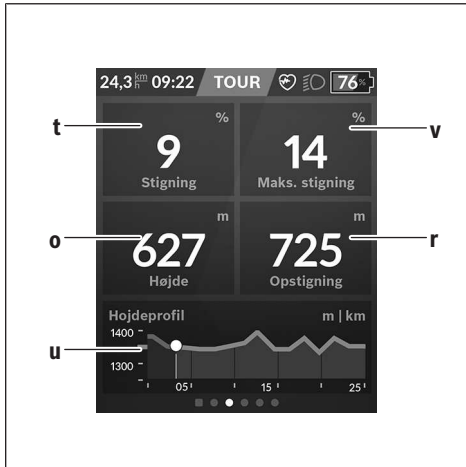 24,3 km/h 09:22 TOUR 76%
t % % v
9 14
Stigning Maks. stigning
o m m r
627 725
Højde Opstigning
Hojdeprofil m | km
1400
u
1300
05 15 25